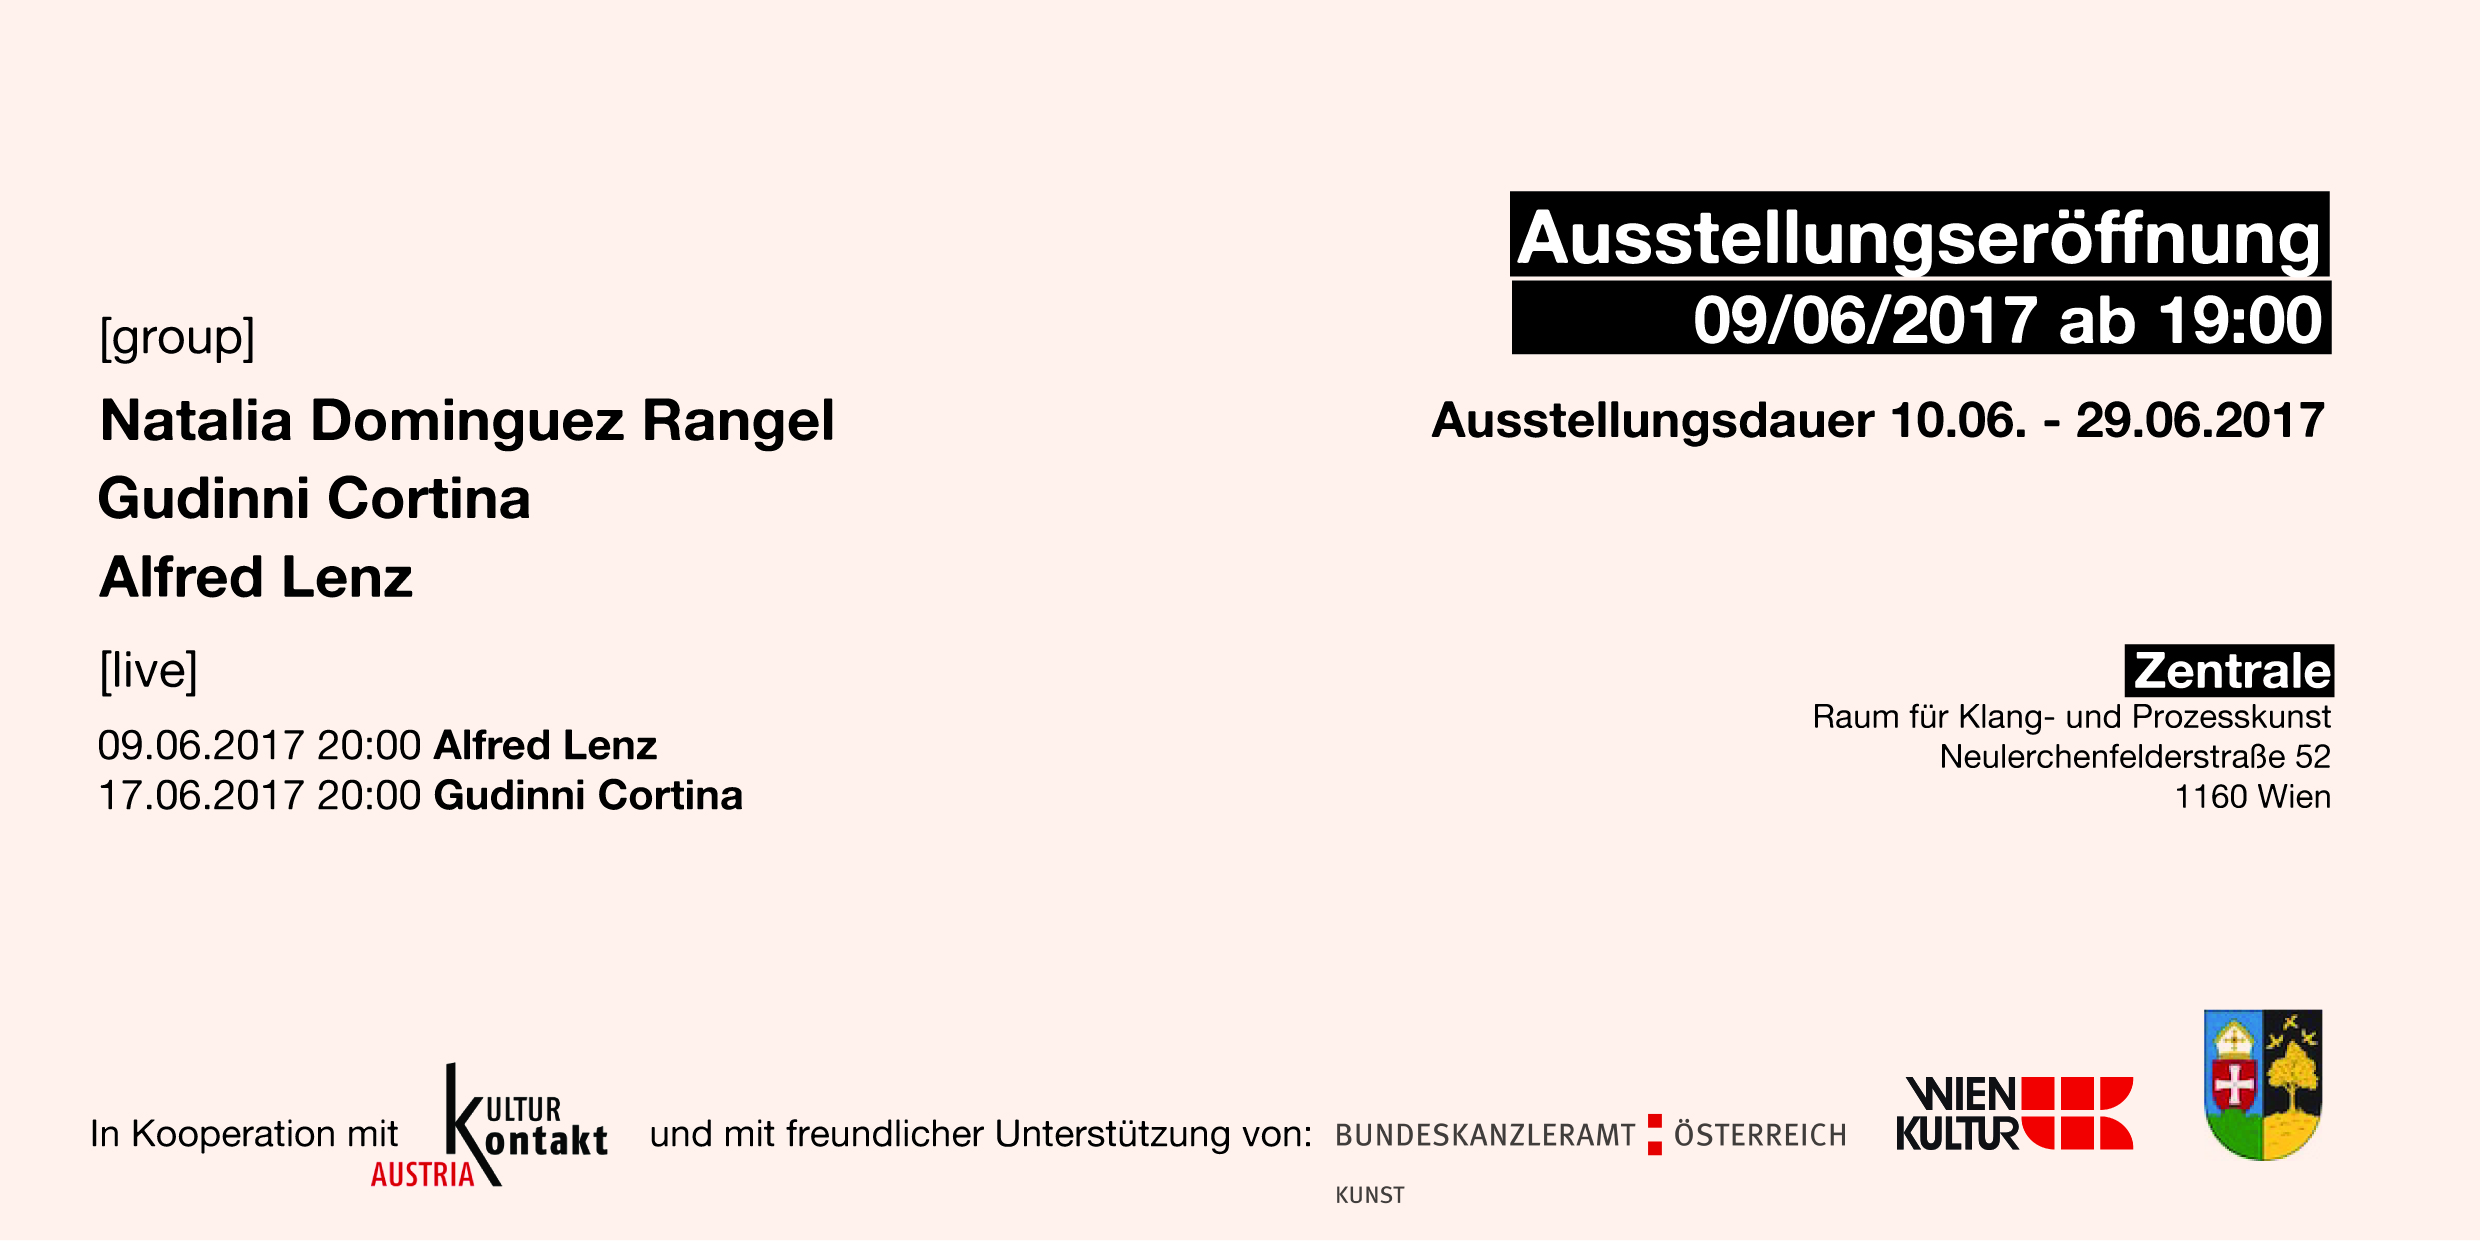 Ausstellungseröffnung
09/06/2017 ab 19:00
Ausstellungsdauer 10.06. - 29.06.2017
[group]
Natalia Dominguez Rangel
Gudinni Cortina
Alfred Lenz
[live]
09.06.2017 20:00 Alfred Lenz
17.06.2017 20:00 Gudinni Cortina
Zentrale
Raum für Klang- und Prozesskunst
Neulerchenfelderstraße 52
1160 Wien
In Kooperation mit
KULTUR
Kontakt
AUSTRIA
und mit freundlicher Unterstützung von:
BUNDESKANZLERAMT ÖSTERREICH
KUNST
WIEN
KULTUR